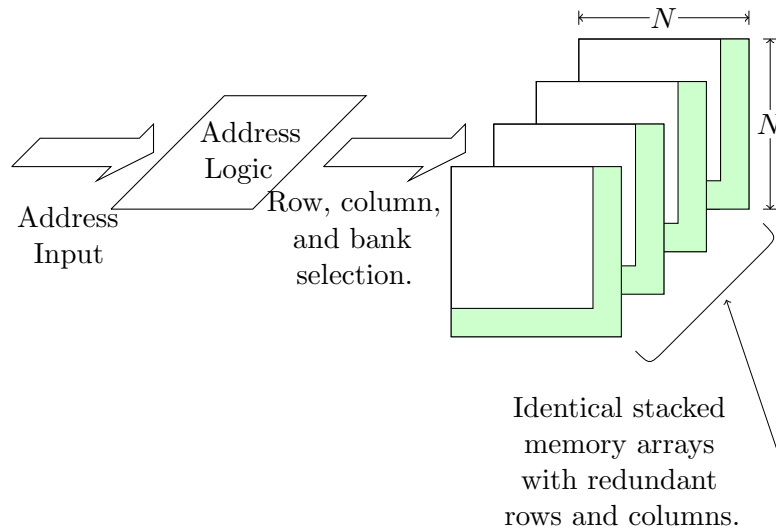 N
Address
Logic
N
Address
Input
Row, column,
and bank
selection.
Identical stacked
memory arrays
with redundant
rows and columns.